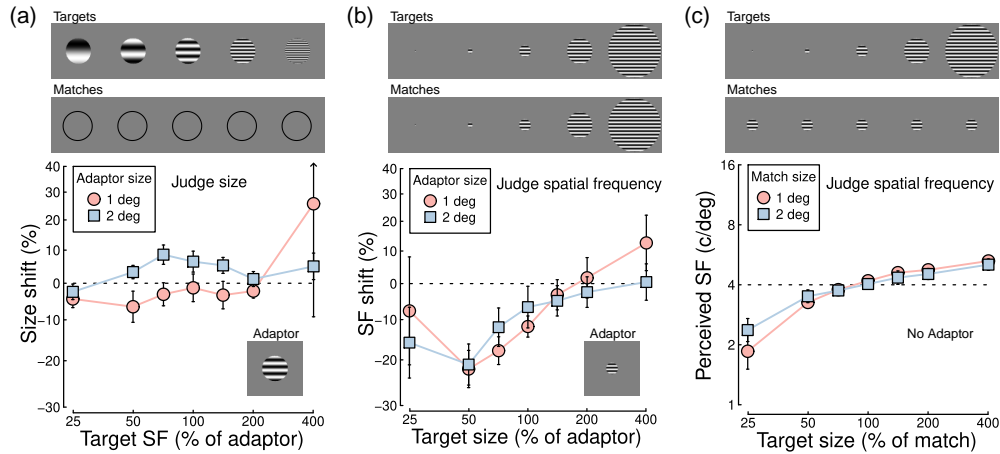 (a)
Targets
Matches
40
30
20
10
0
−10
−20
−30
Size shift (%)
Adaptor size
1 deg
2 deg
Judge size
Adaptor
25
50
100
200
400
Target SF (% of adaptor)
(b)
Targets
Matches
40
30
20
10
0
−10
−20
−30
SF shift (%)
Adaptor size
1 deg
2 deg
Judge spatial frequency
Adaptor
25
50
100
200
400
Target size (% of adaptor)
(c)
Targets
Matches
16
8
4
2
1
Perceived SF (c/deg)
Match size
1 deg
2 deg
Judge spatial frequency
No Adaptor
25
50
100
200
400
Target size (% of match)